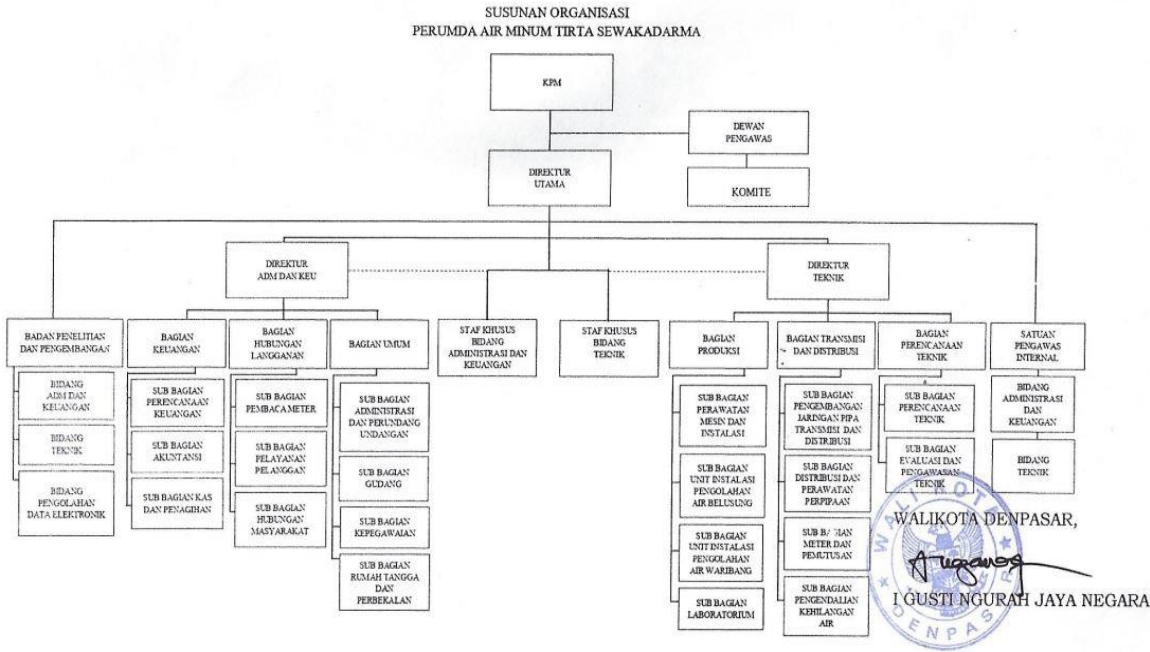 SUSUNAN ORGANISASI
PERUMDA AIR MINUM TIRTA SEWAKADARMA
KPM
DEWAN
PENGAWAS
KOMITE
DIREKTUR
UTAMA
DIREKTUR
ADM DAN KEU
DIREKTUR
TEKNIK
BADAN PENELITIAN
DAN PENGEMBANGAN
BIDANG
ADM DAN
KEUANGAN
BIDANG
TEKNIK
BIDANG
PENGOLAHAN
DATA ELEKTRONIK
BAGIAN
KEUANGAN
SUB BAGIAN
PERENCANAAN
KEUANGAN
SUB BAGIAN
AKUNTANSI
SUB BAGIAN KAS
DAN PENAGIHAN
BAGIAN
HUBUNGAN
LANGGANAN
SUB BAGIAN
PEMBACA METER
SUB BAGIAN
PELAYANAN
PELANGGAN
SUB BAGIAN
HUBUNGAN
MASYARAKAT
BAGIAN UMUM
SUB BAGIAN
ADMINISTRASI
DAN PERUNDANG
UNDANGAN
SUB BAGIAN
GUDANG
SUB BAGIAN
KEPEGAWAIAN
SUB BAGIAN
RUMAH TANGGA
DAN
PERBEKALAN
STAF KHUSUS
BIDANG
ADMINISTRASI DAN
KEUANGAN
STAF KHUSUS
BIDANG
TEKNIK
BAGIAN
PRODUKSI
SUB BAGIAN
PERAWATAN
MESIN DAN
INSTALASI
SUB BAGIAN
UNIT INSTALASI
PENGOLAHAN
AIR BELUSUNG
SUB BAGIAN
UNIT INSTALASI
PENGOLAHAN
AIR WARIBANG
SUB BAGIAN
LABORATORIUM
BAGIAN TRANSMISI
DAN DISTRIBUSI
SUB BAGIAN
PENGEMBANGAN
JARINGAN PIPA
TRANSMISI DAN
DISTRIBUSI
SUB BAGIAN
DISTRIBUSI DAN
PERAWATAN
PERPIPAAN
SUB BAGIAN
METER DAN
PEMUTUSAN
SUB BAGIAN
PENGENDALIAN
KEHILANGAN
AIR
BAGIAN
PERENCANAAN
TEKNIK
SUB BAGIAN
PERENCANAAN
TEKNIK
SUB BAGIAN
EVALUASI DAN
PENGAWASAN
TEKNIK
SATUAN
PENGAWAS
INTERNAL
BIDANG
ADMINISTRASI
DAN
KEUANGAN
BIDANG
TEKNIK
WALIKOTA DENPASAR,
I GUSTI NGURAH JAYA NEGARA
WALI KOTA
DENPASAR